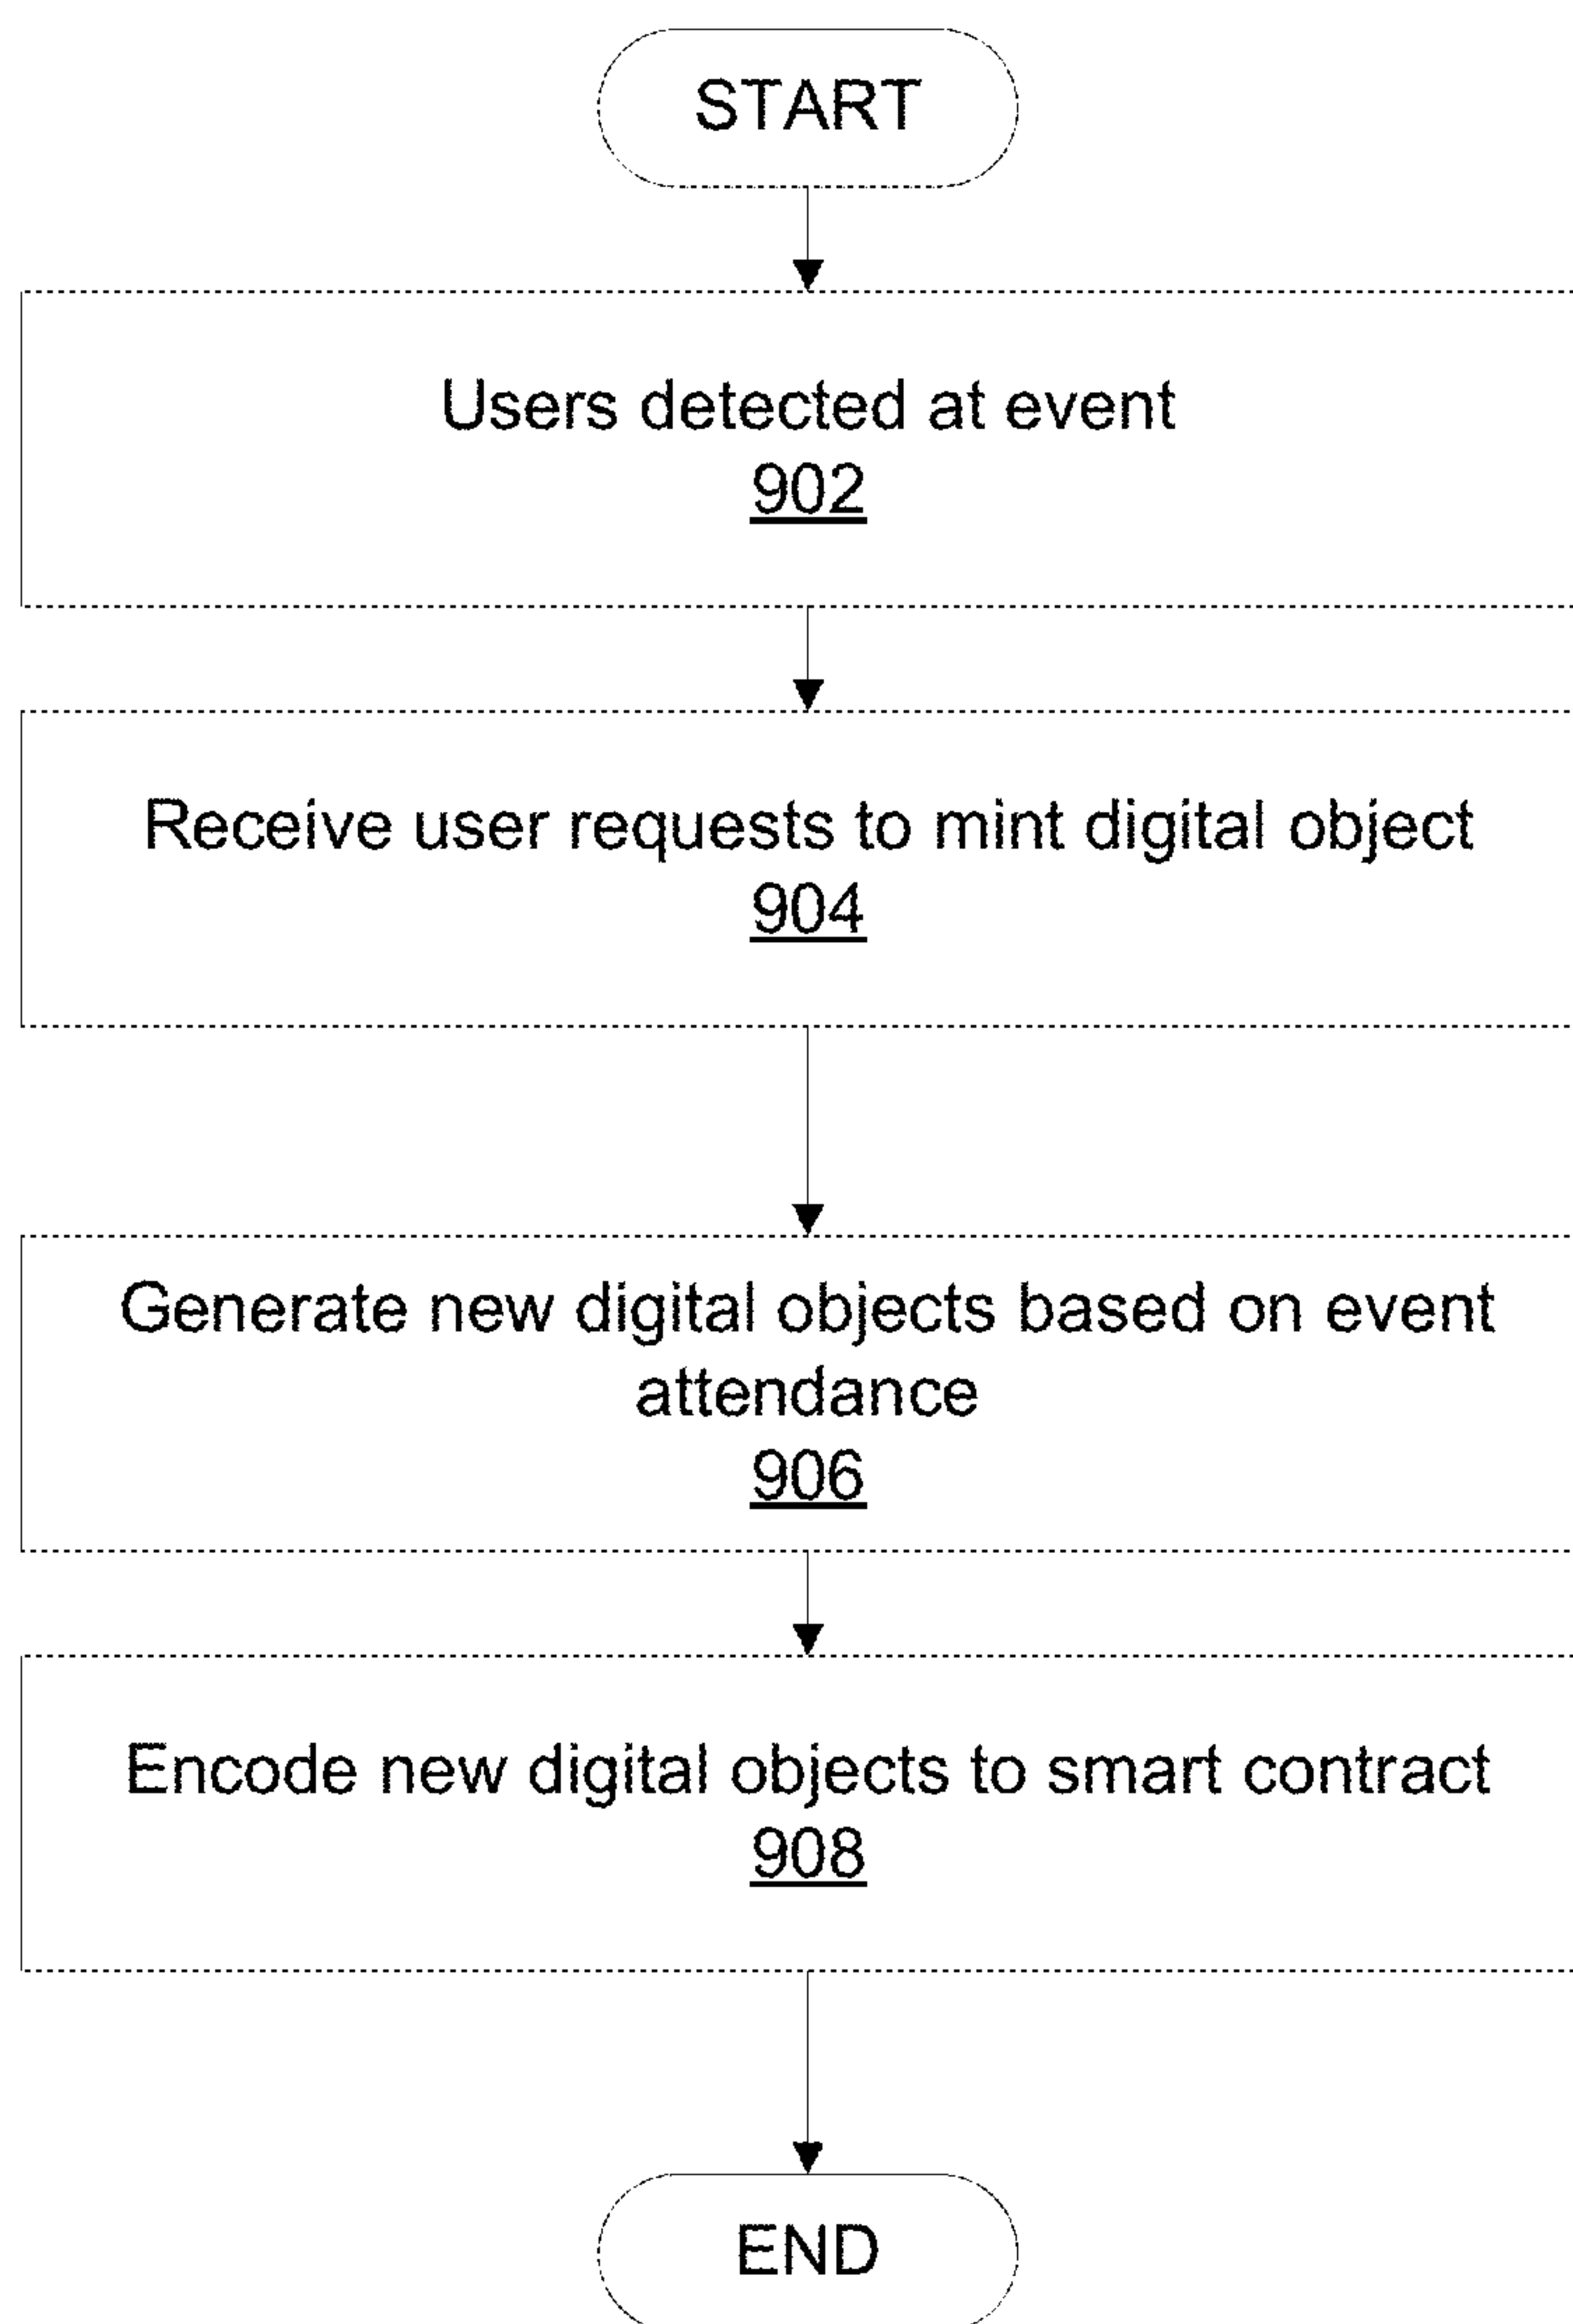 START
Users detected at event
902
Receive user requests to mint digital object
904
Generate new digital objects based on event
attendance
906
Encode new digital objects to smart contract
908
END